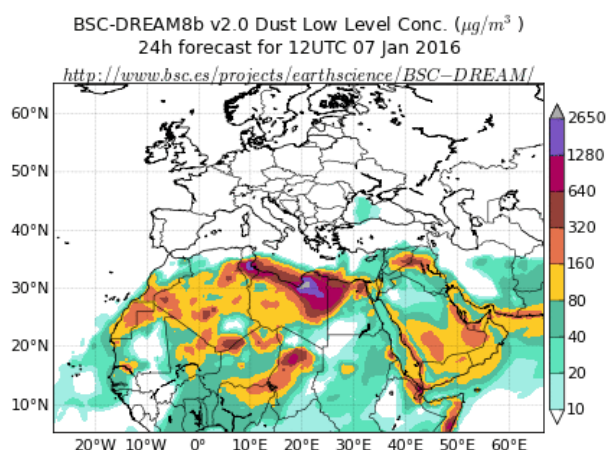 BSC-DREAM8b v2.0 Dust Low Level Conc. (μg/m³ )
24h forecast for 12UTC 07 Jan 2016
http://www.bsc.es/projects/earthscience/BSC−DREAM/
60°N
50°N
40°N
30°N
20°N
10°N
20°W 10°W 0° 10°E 20°E 30°E 40°E 50°E 60°E
2650
1280
640
320
160
80
40
20
10